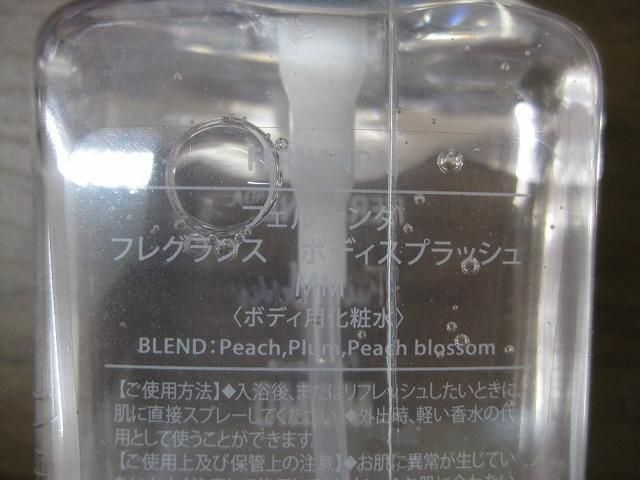 フェルナンダ
フレグランス ボディスプラッシュ
MM
〈ボディ用化粧水〉
BLEND:Peach,Plum,Peach blossom
【ご使用方法】◆入浴後、またはリフレッシュしたいときに、
肌に直接スプレーしてください。◆外出時、軽い香水の代
用として使うことができます。
【ご使用上及び保管上の注意】◆お肌に異常が生じてい